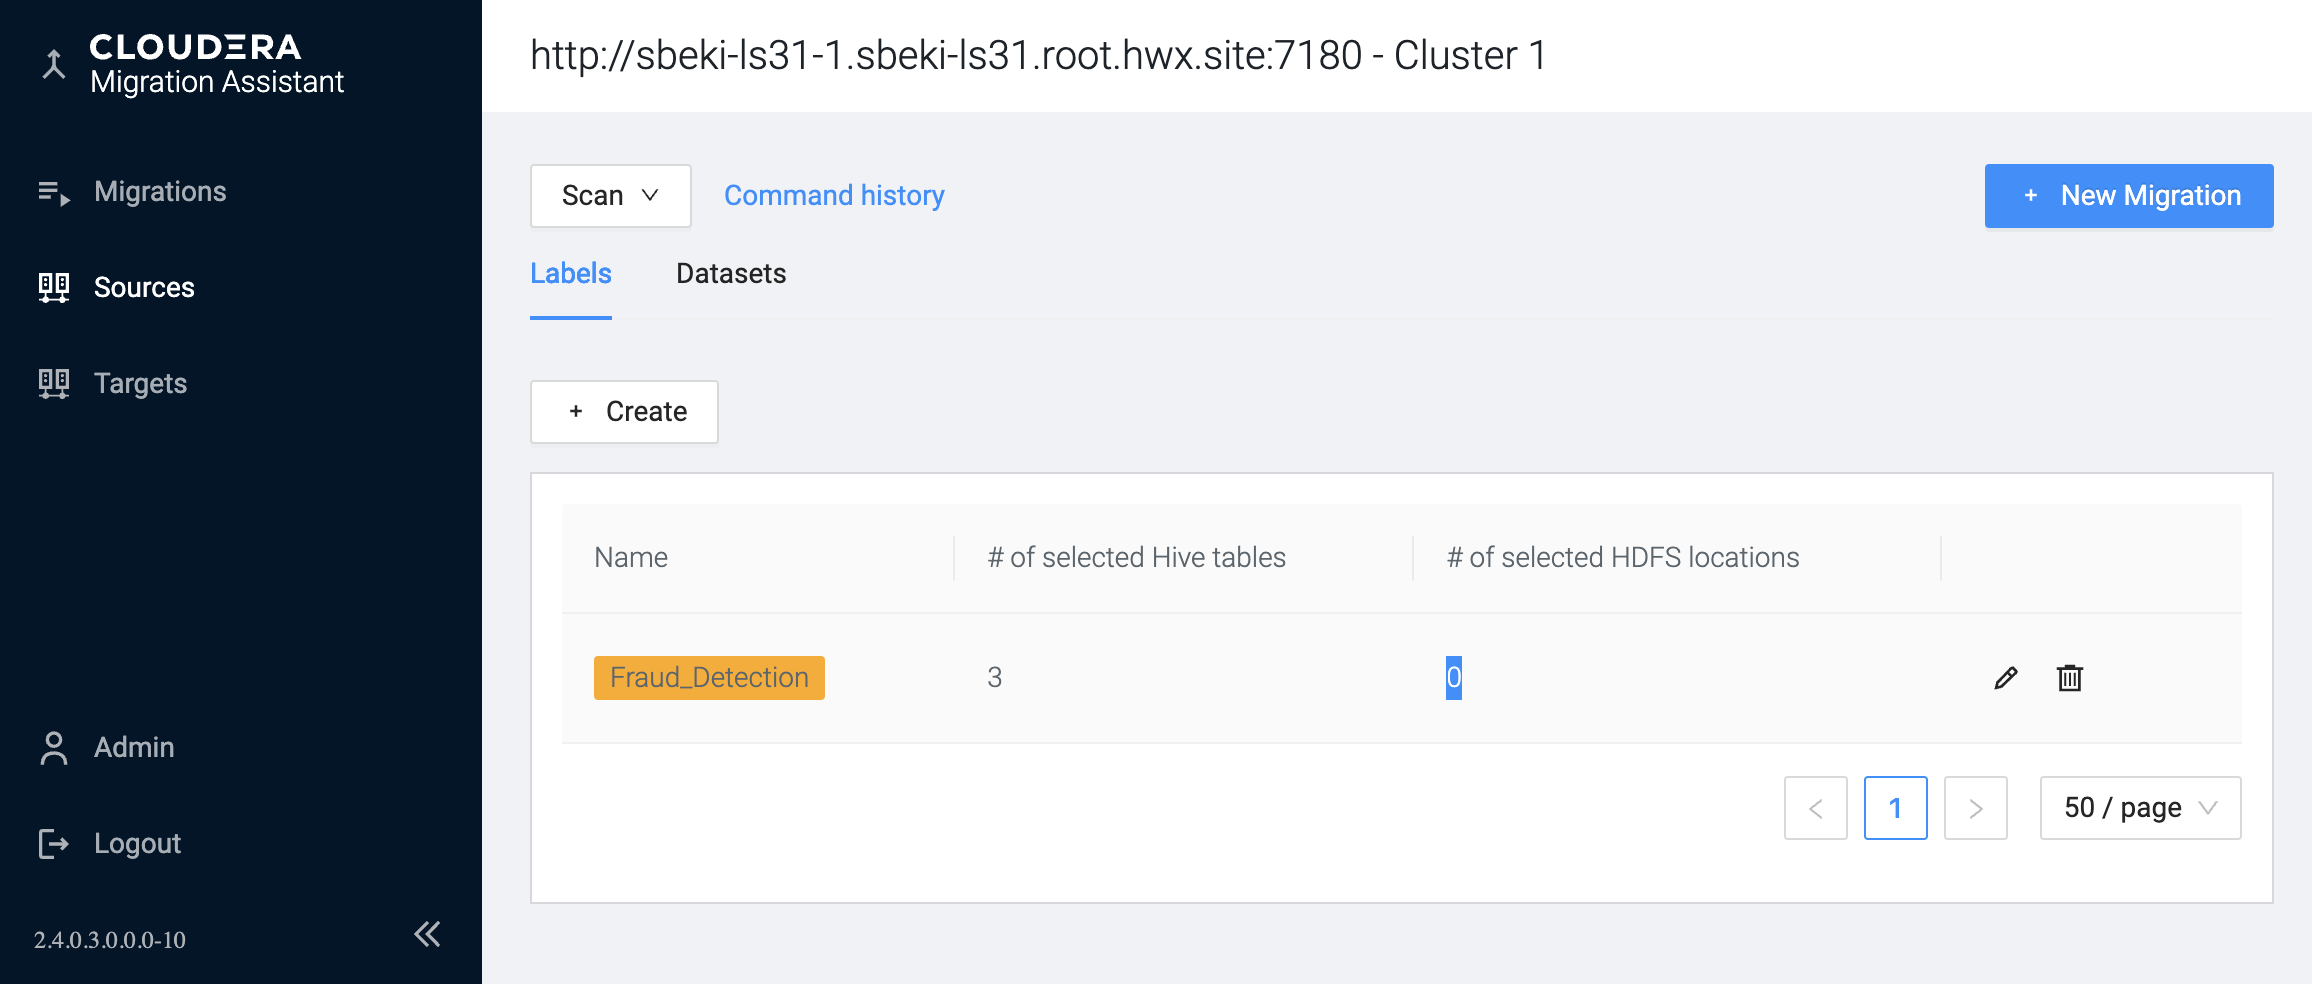 CLOUDERA
Migration Assistant
Migrations
Sources
Targets
Admin
Logout
2.4.0.3.0.0.0-10
http://sbeki-ls31-1.sbeki-ls31.root.hwx.site:7180 - Cluster 1
Scan
Command history
+ New Migration
Labels
Datasets
+ Create
Name
# of selected Hive tables
# of selected HDFS locations
Fraud_Detection
3
0
1
50 / page